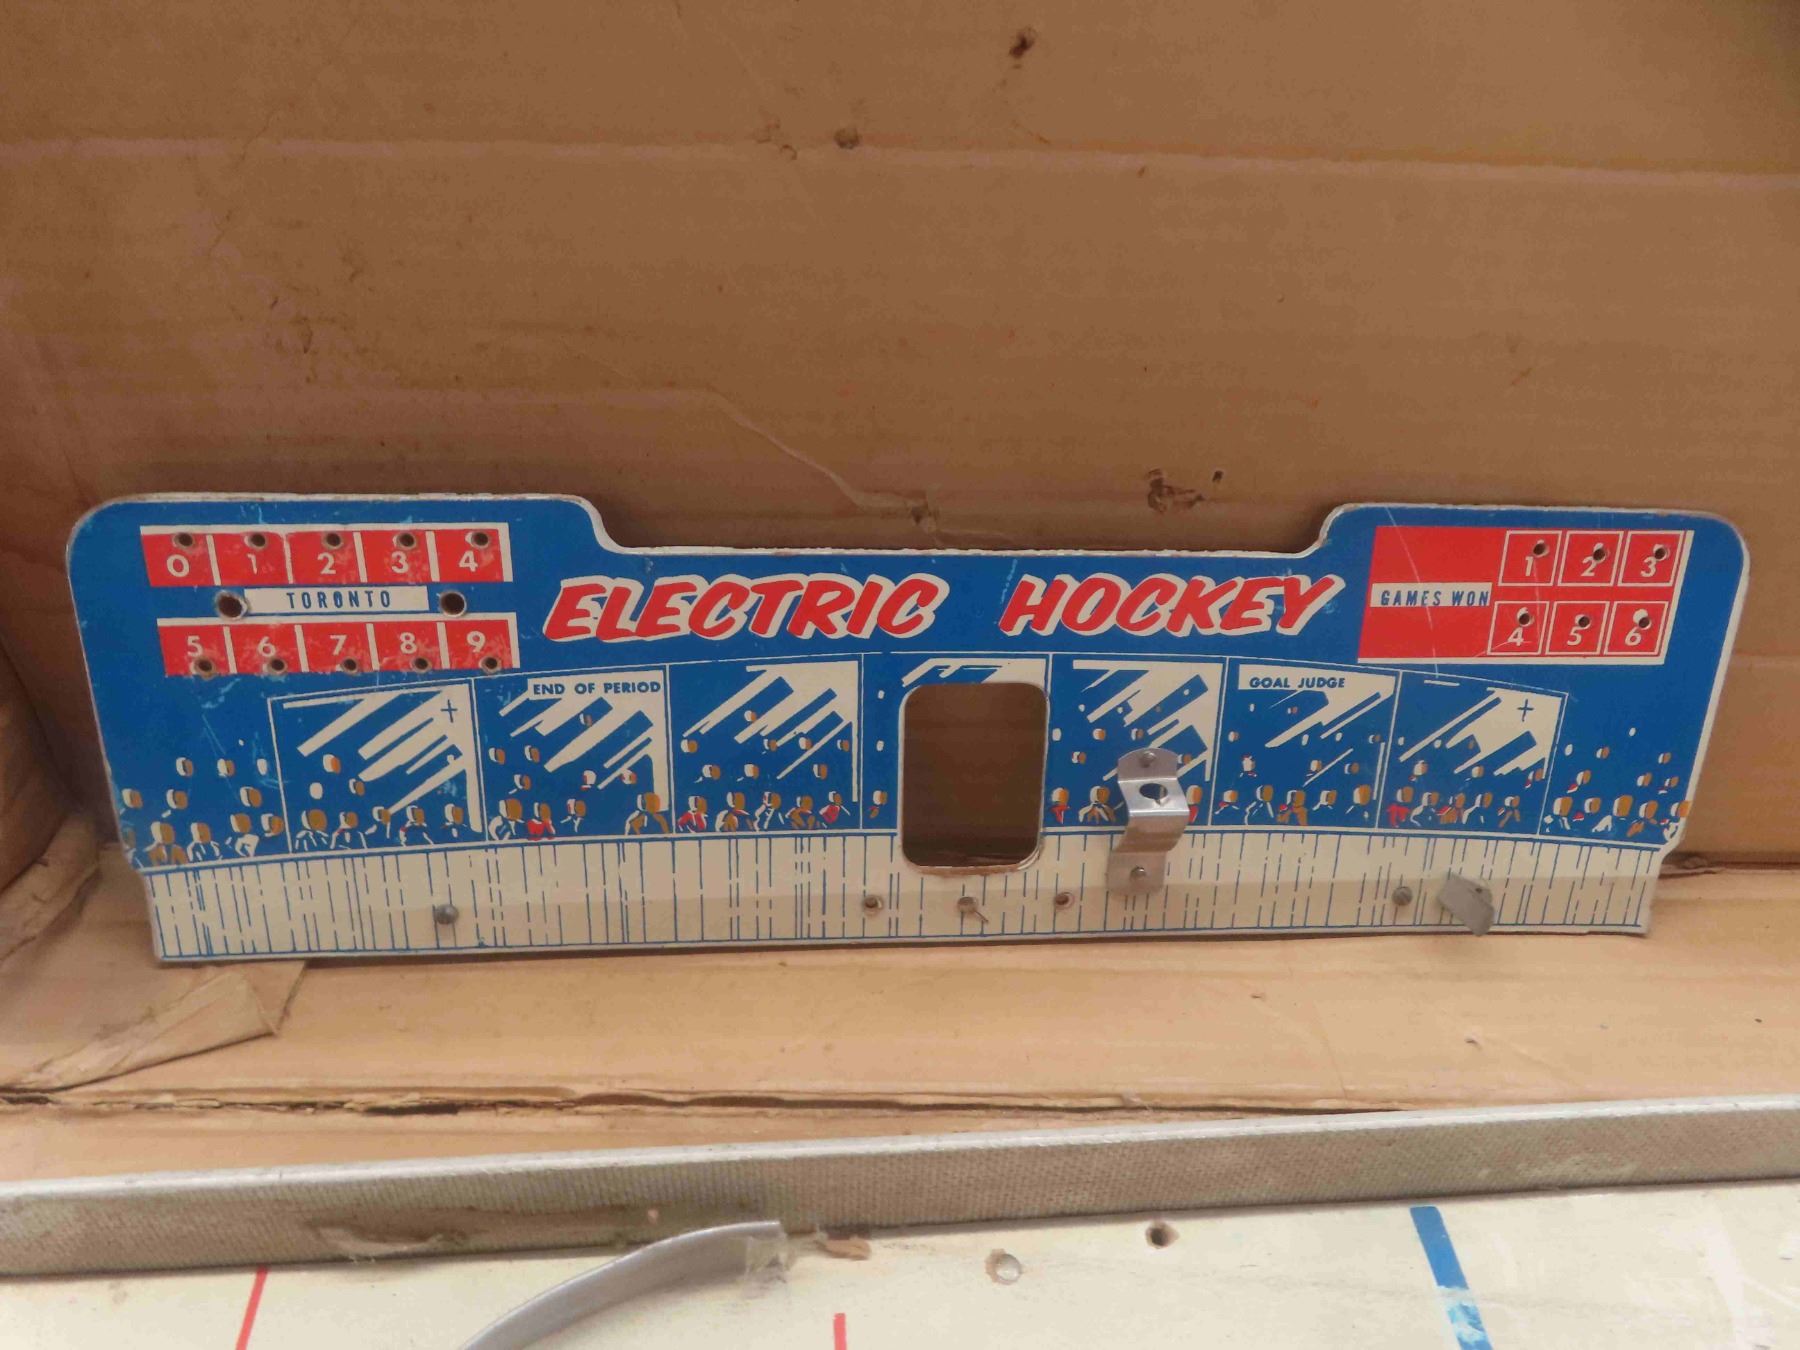 0 1 2 3 4
TORONTO
5 6 7 8 9
ELECTRIC HOCKEY
GAMES WON
1 2 3
4 5 6
END OF PERIOD
GOAL JUDGE